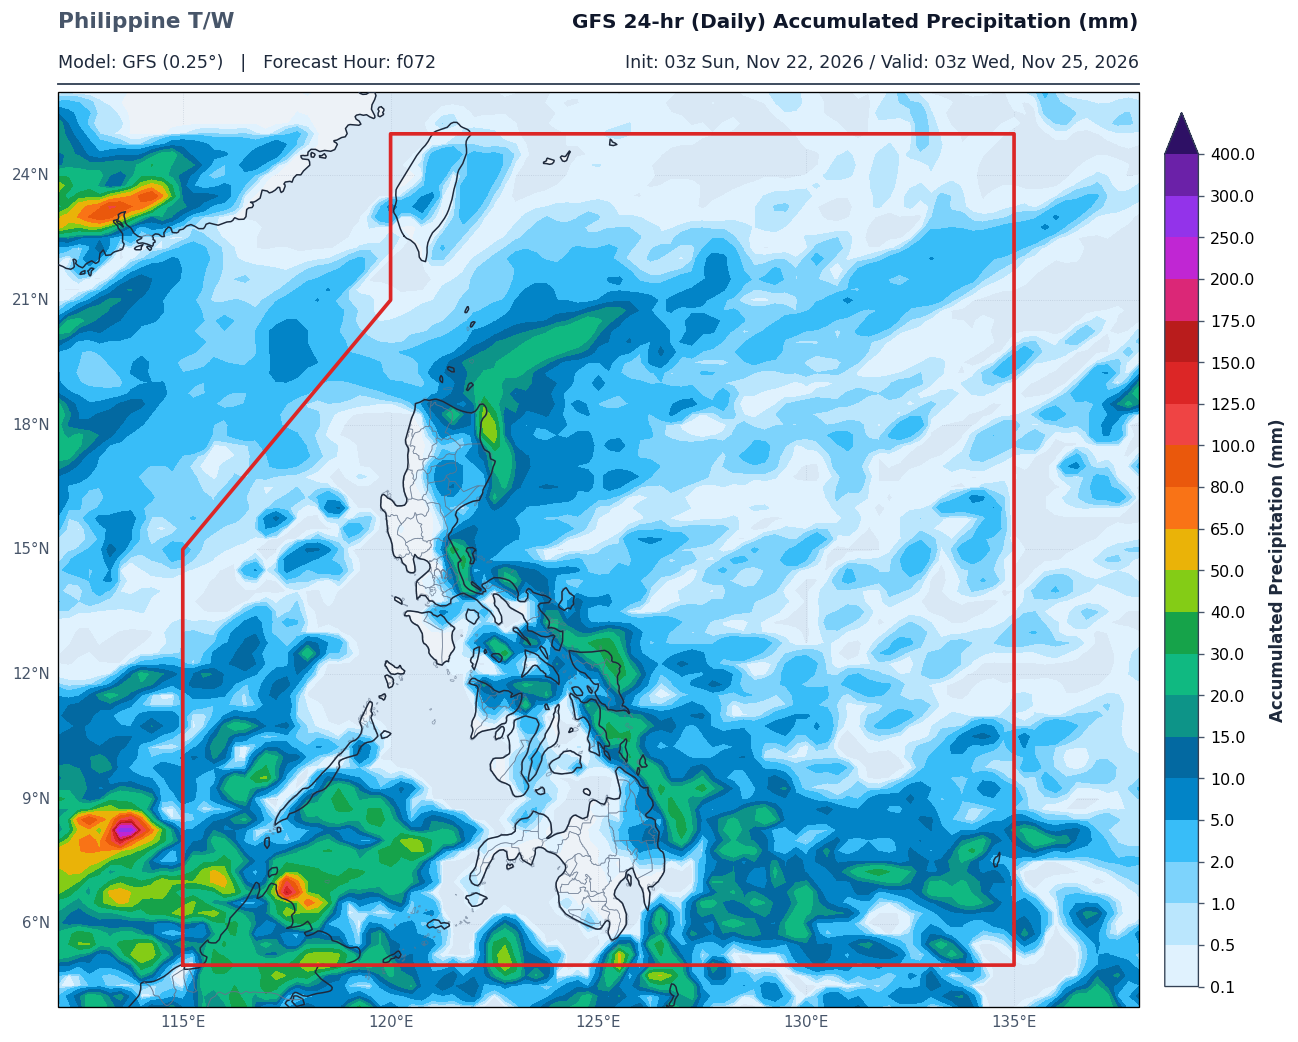 Philippine T/W
GFS 24-hr (Daily) Accumulated Precipitation (mm)
Model: GFS (0.25°) | Forecast Hour: f072
Init: 03z Sun, Nov 22, 2026 / Valid: 03z Wed, Nov 25, 2026
24°N
21°N
18°N
15°N
12°N
9°N
6°N
115°E
120°E
125°E
130°E
135°E
400.0
300.0
250.0
200.0
175.0
150.0
125.0
100.0
80.0
65.0
50.0
40.0
30.0
20.0
15.0
10.0
5.0
2.0
1.0
0.5
0.1
Accumulated Precipitation (mm)